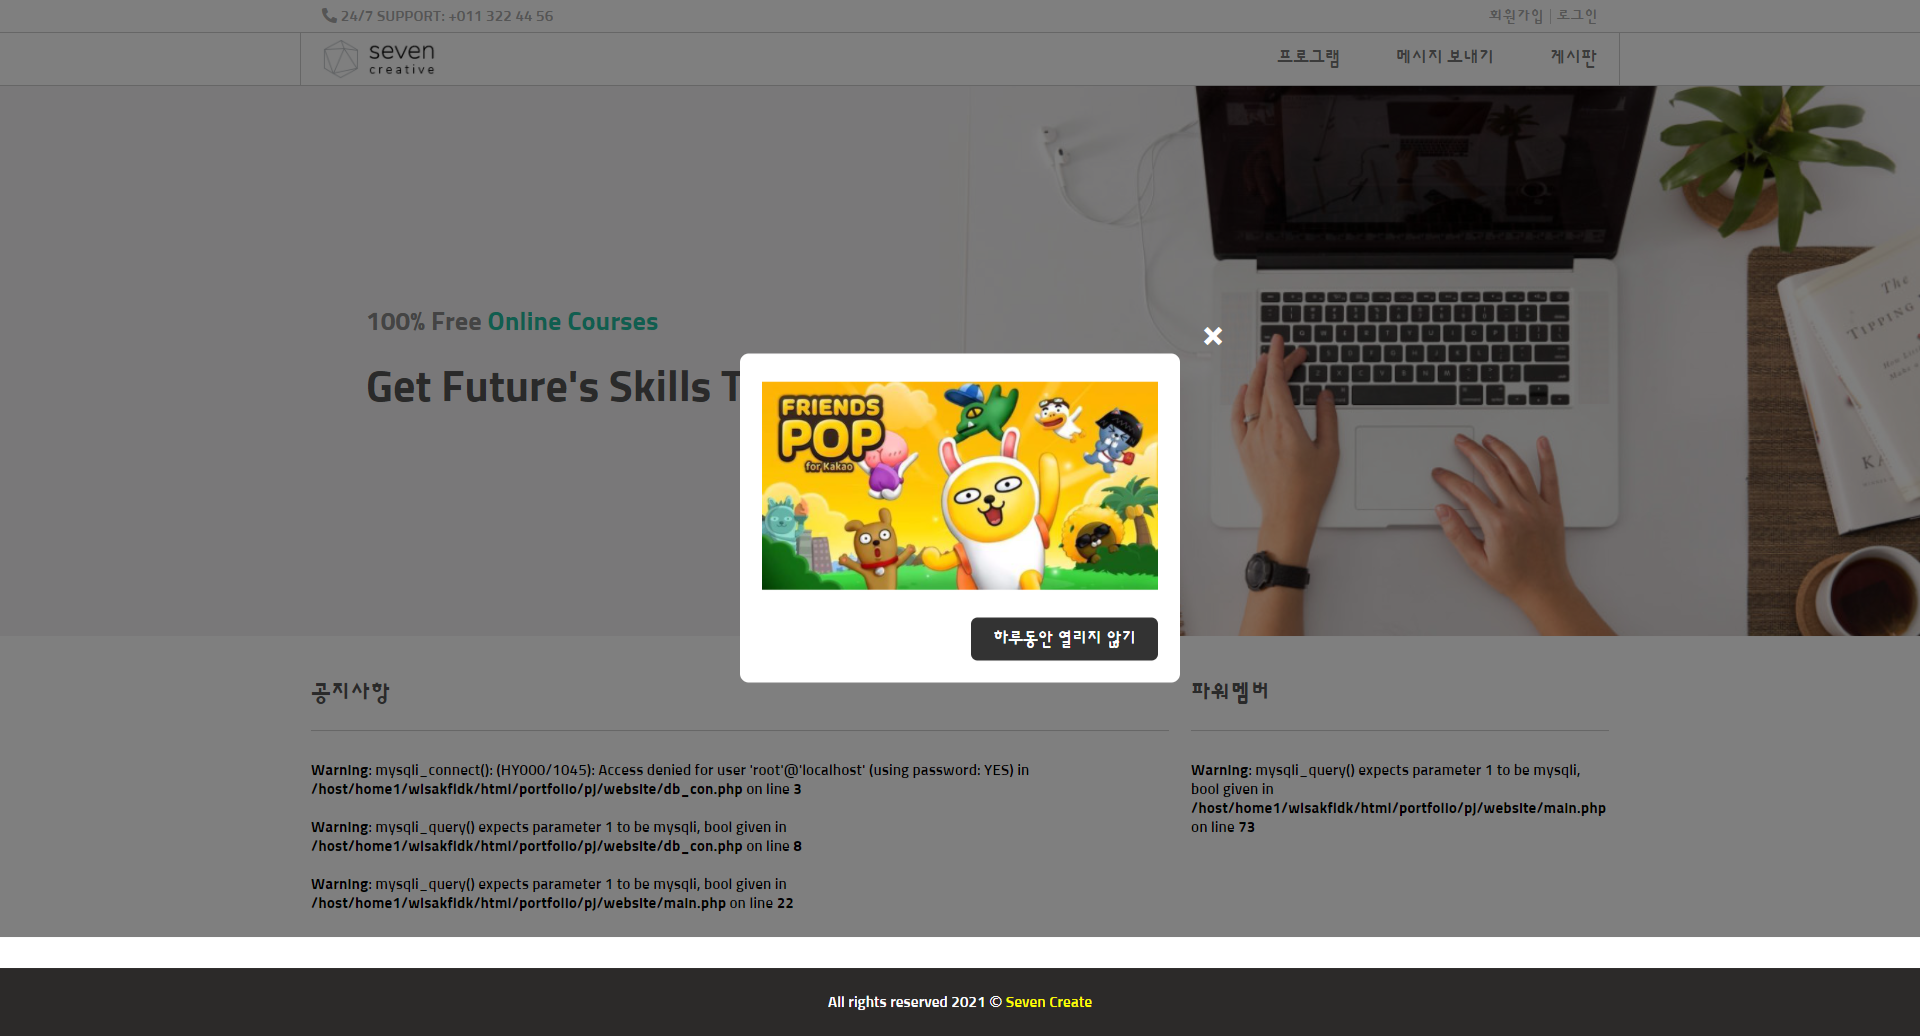 24/7 SUPPORT: +011 322 44 56
회원가입 | 로그인
seven
creative
프로그램
메시지 보내기
게시판
100% Free Online Courses
Get Future's Skills T
FRIENDS
POP
for Kakao
하루동안 열리지 않기
The
TIPPING
공지사항
Warning: mysqli_connect(): (HY000/1045): Access denied for user 'root'@'localhost' (using password: YES) in
/host/home1/wlsakfldk/html/portfolio/pj/website/db_con.php on line 3
Warning: mysqli_query() expects parameter 1 to be mysqli, bool given in
/host/home1/wlsakfldk/html/portfolio/pj/website/db_con.php on line 8
Warning: mysqli_query() expects parameter 1 to be mysqli, bool given in
/host/home1/wlsakfldk/html/portfolio/pj/website/main.php on line 22
파워멤버
Warning: mysqli_query() expects parameter 1 to be mysqli,
bool given in
/host/home1/wlsakfldk/html/portfolio/pj/website/main.php
on line 73
All rights reserved 2021 © Seven Create